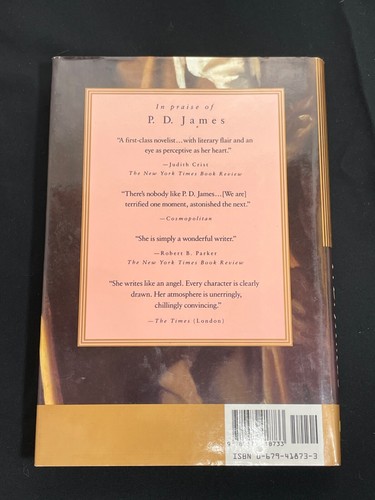 In praise of
P. D. James
“A first-class novelist…with literary flair and an
eye as perceptive as her heart.”
—Judith Crist
The New York Times Book Review
“There's nobody like P. D. James…[We are]
terrified one moment, astonished the next.”
—Cosmopolitan
“She is simply a wonderful writer.”
—Robert B. Parker
The New York Times Book Review
“She writes like an angel. Every character is clearly
drawn. Her atmosphere is unerringly,
chillingly convincing.”
—The Times (London)
ISBN 0-679-41873-3